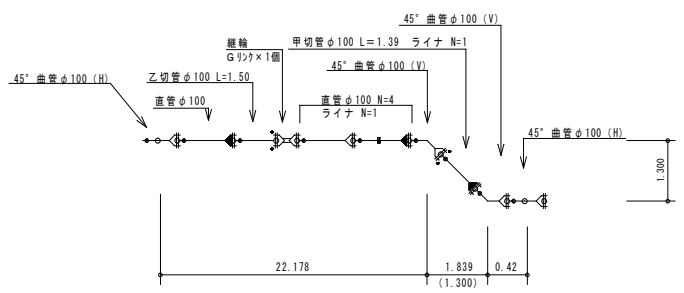 45° 曲管φ100 (V)
継輪
Gリンク×1個
甲切管φ100 L=1.39 ライナ N=1
45° 曲管φ100 (V)
45° 曲管φ100 (H)
乙切管φ100 L=1.50
直管φ100
直管φ100 N=4
ライナ N=1
45° 曲管φ100 (H)
1.300
22.178
1.839
0.42
(1.300)